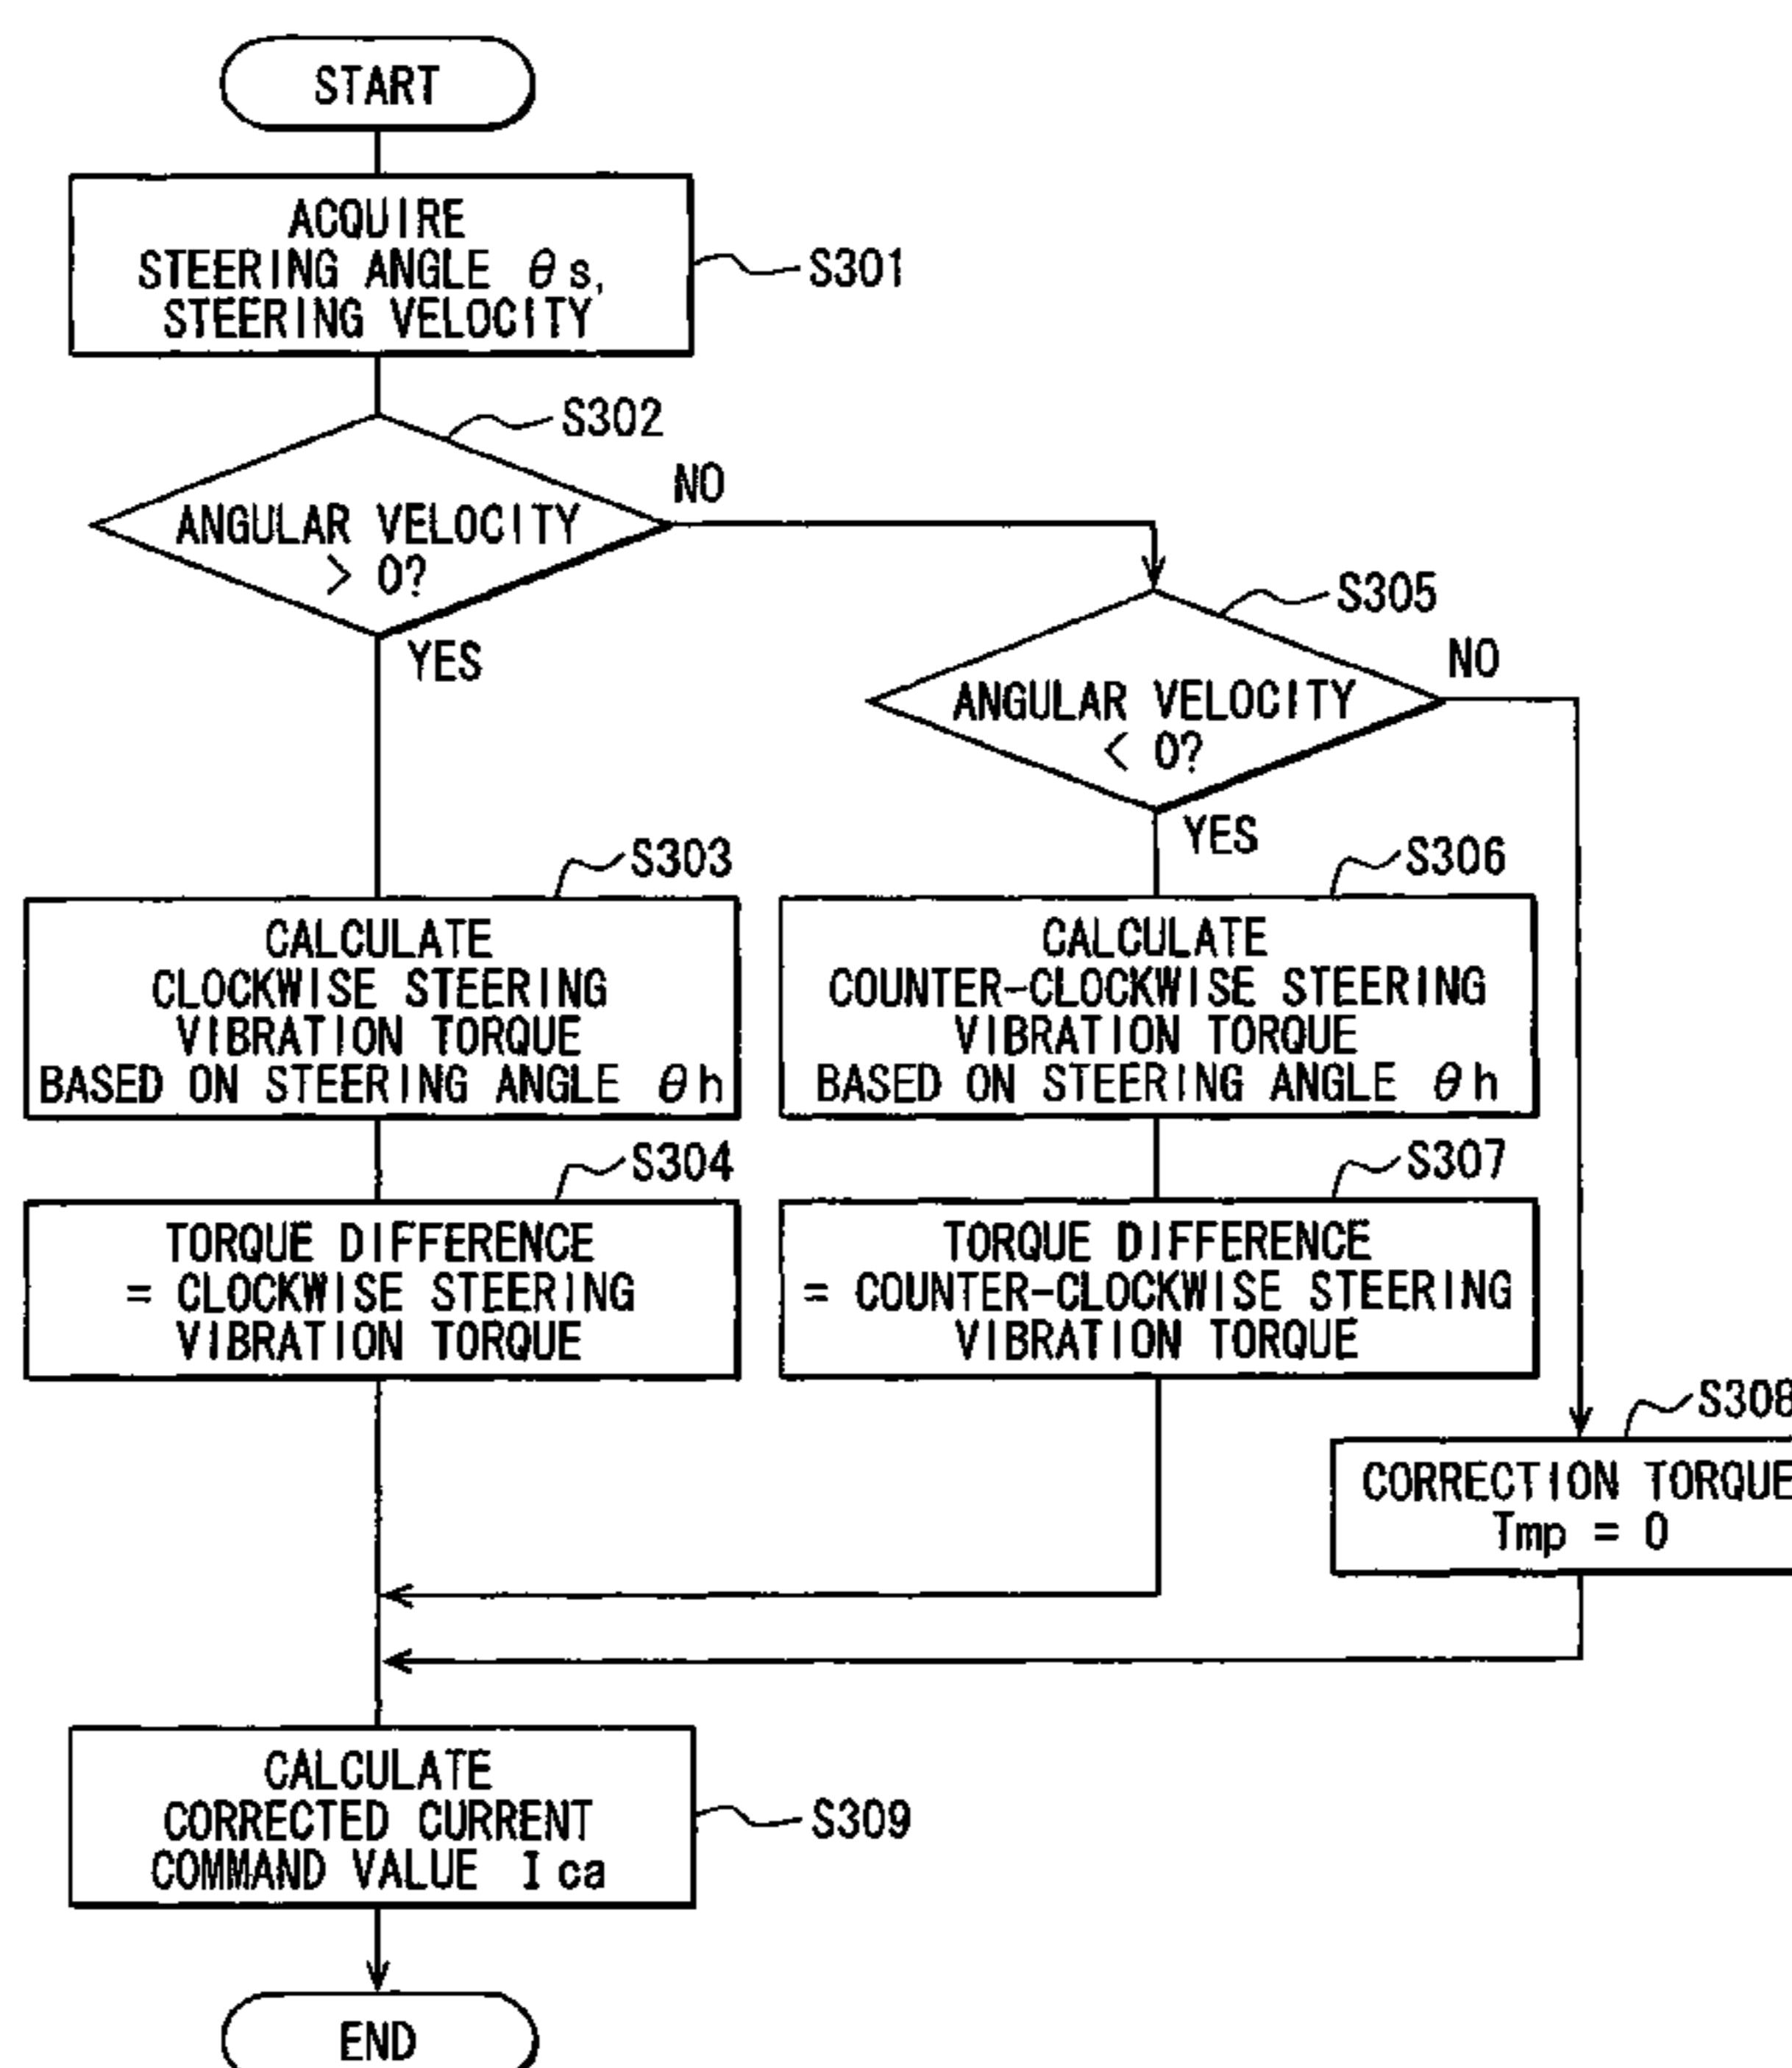 START
ACQUIRE
STEERING ANGLE θs,
STEERING VELOCITY
S301
S302
ANGULAR VELOCITY
> 0?
NO
YES
S305
ANGULAR VELOCITY
< 0?
NO
YES
S303
CALCULATE
CLOCKWISE STEERING
VIBRATION TORQUE
BASED ON STEERING ANGLE θh
S306
CALCULATE
COUNTER-CLOCKWISE STEERING
VIBRATION TORQUE
BASED ON STEERING ANGLE θh
S304
TORQUE DIFFERENCE
= CLOCKWISE STEERING
VIBRATION TORQUE
S307
TORQUE DIFFERENCE
= COUNTER-CLOCKWISE STEERING
VIBRATION TORQUE
S308
CORRECTION TORQUE
Tmp = 0
CALCULATE
CORRECTED CURRENT
COMMAND VALUE Ica
S309
END